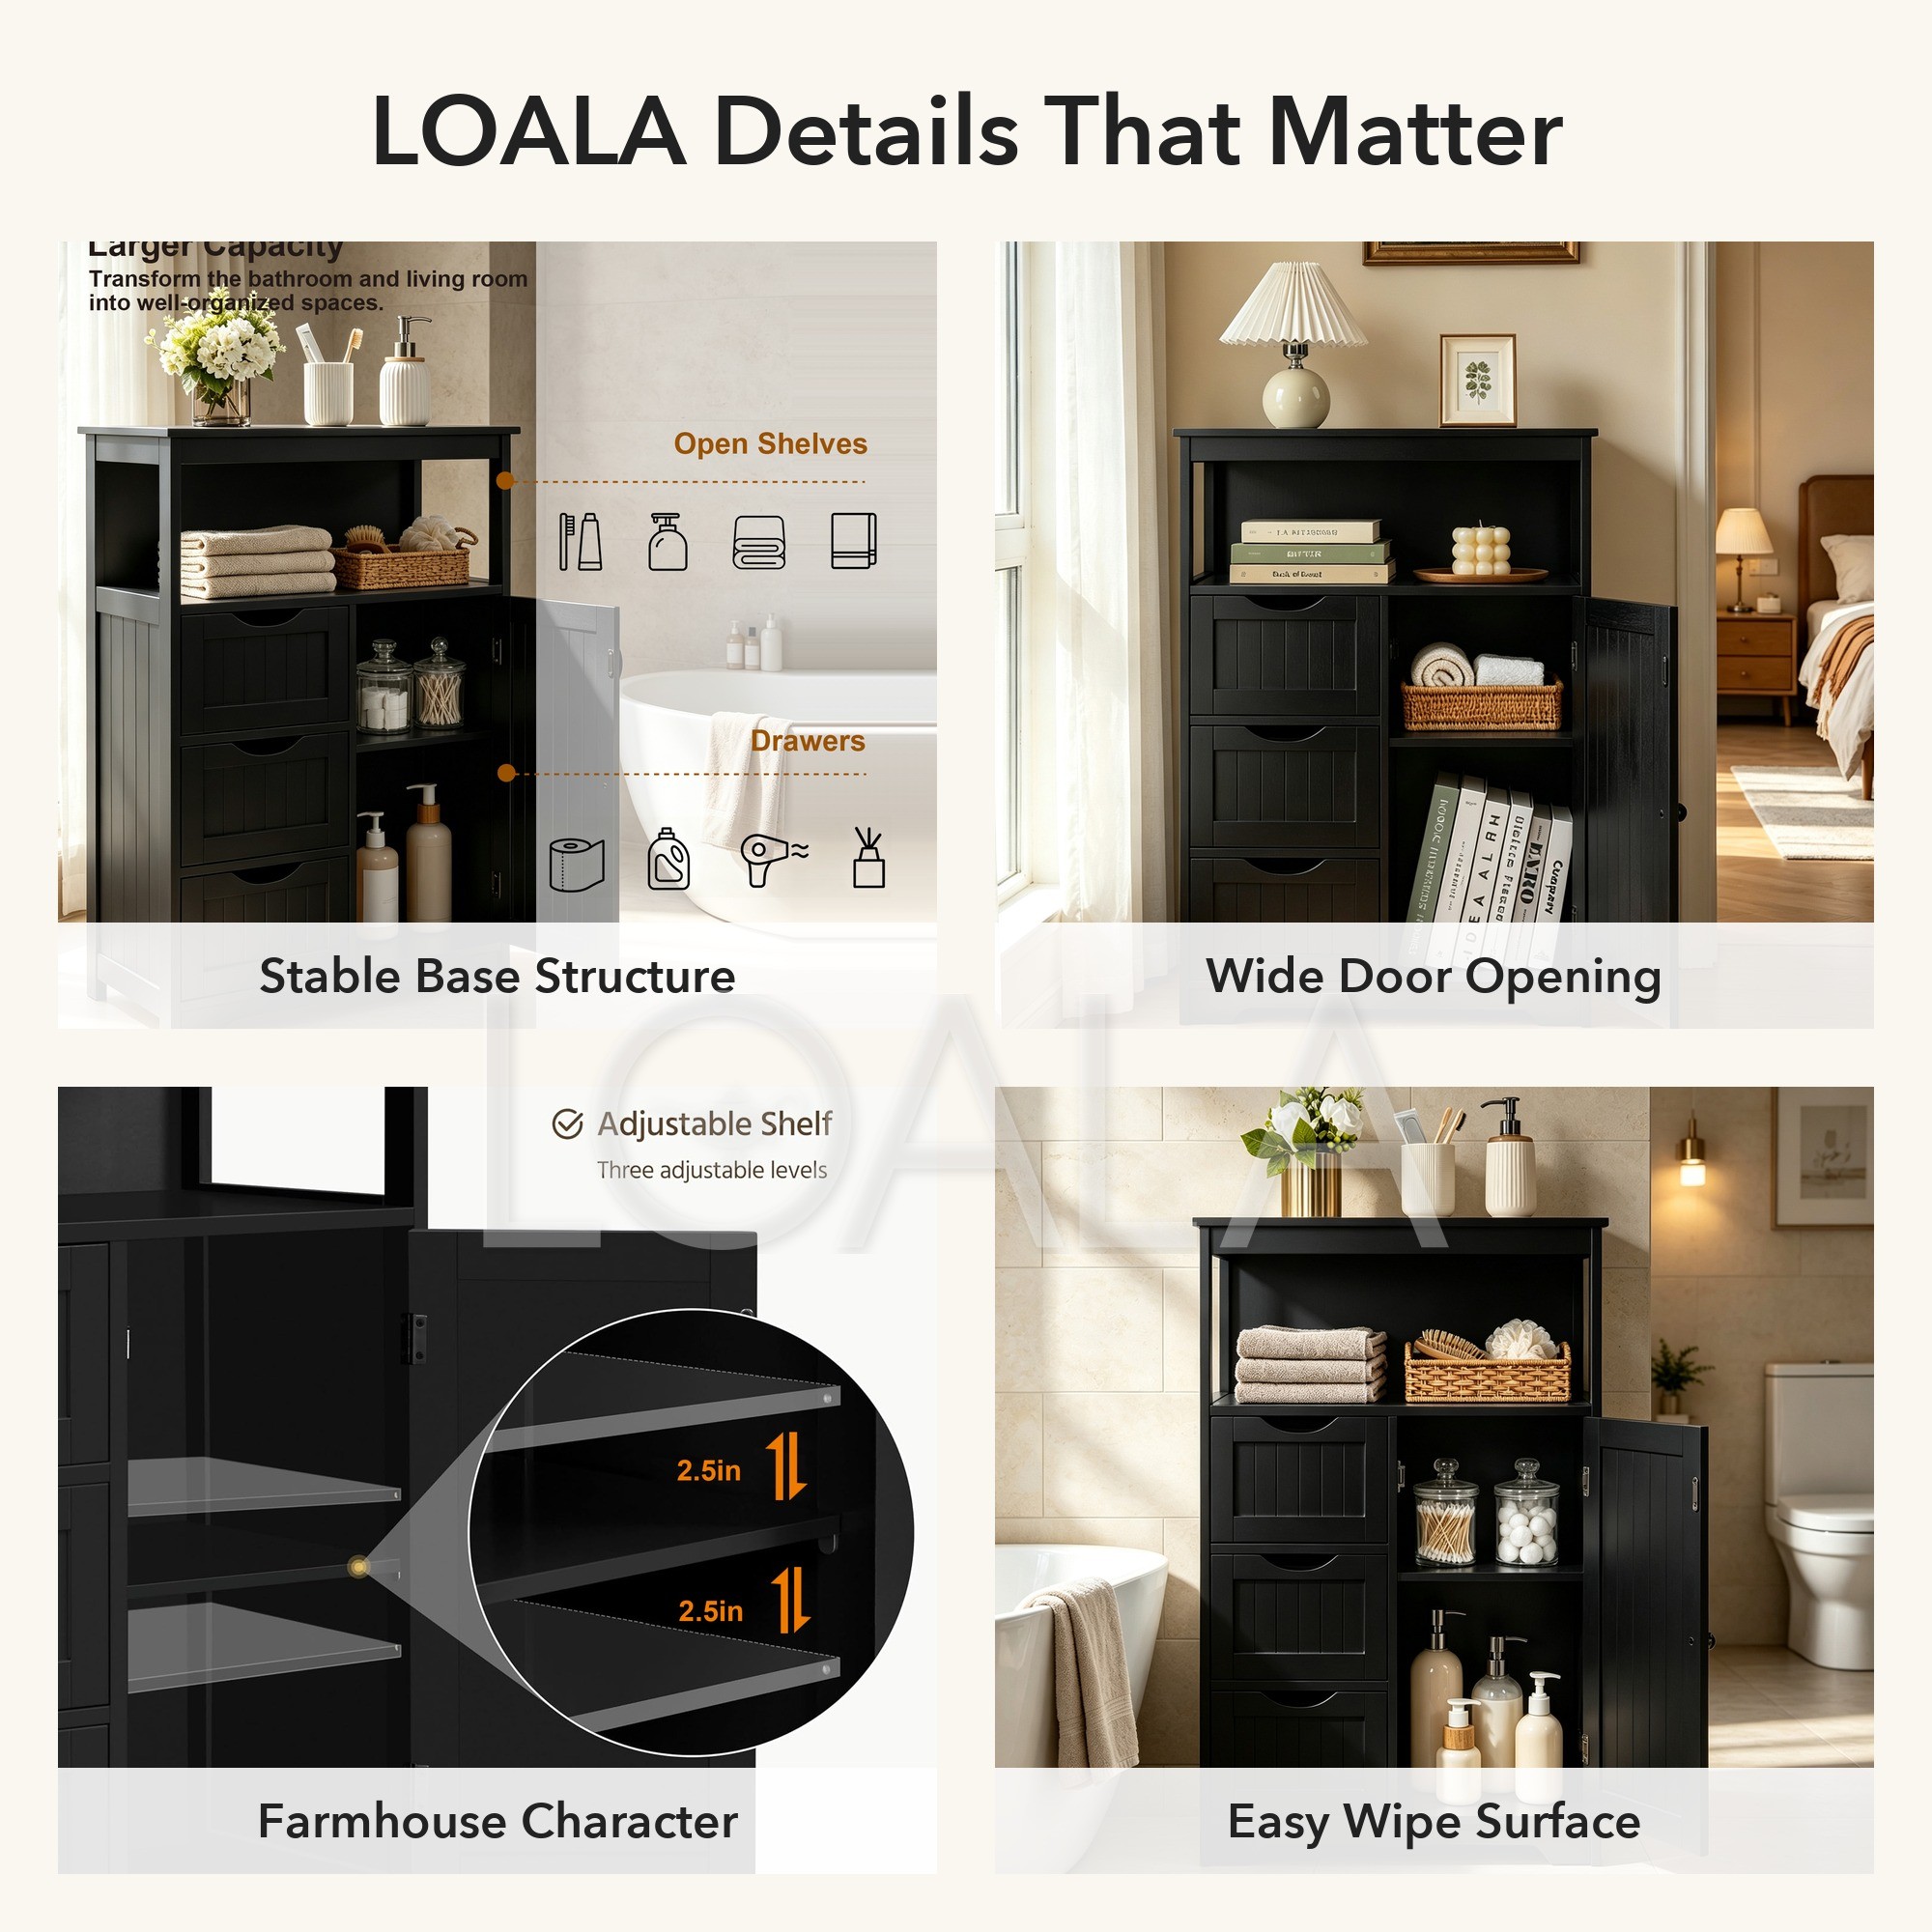 LOALA Details That Matter
Larger Capacity
Transform the bathroom and living room
into well-organized spaces.
Open Shelves
Drawers
Stable Base Structure
Wide Door Opening
LOALA
Adjustable Shelf
Three adjustable levels
2.5in
2.5in
Farmhouse Character
Easy Wipe Surface